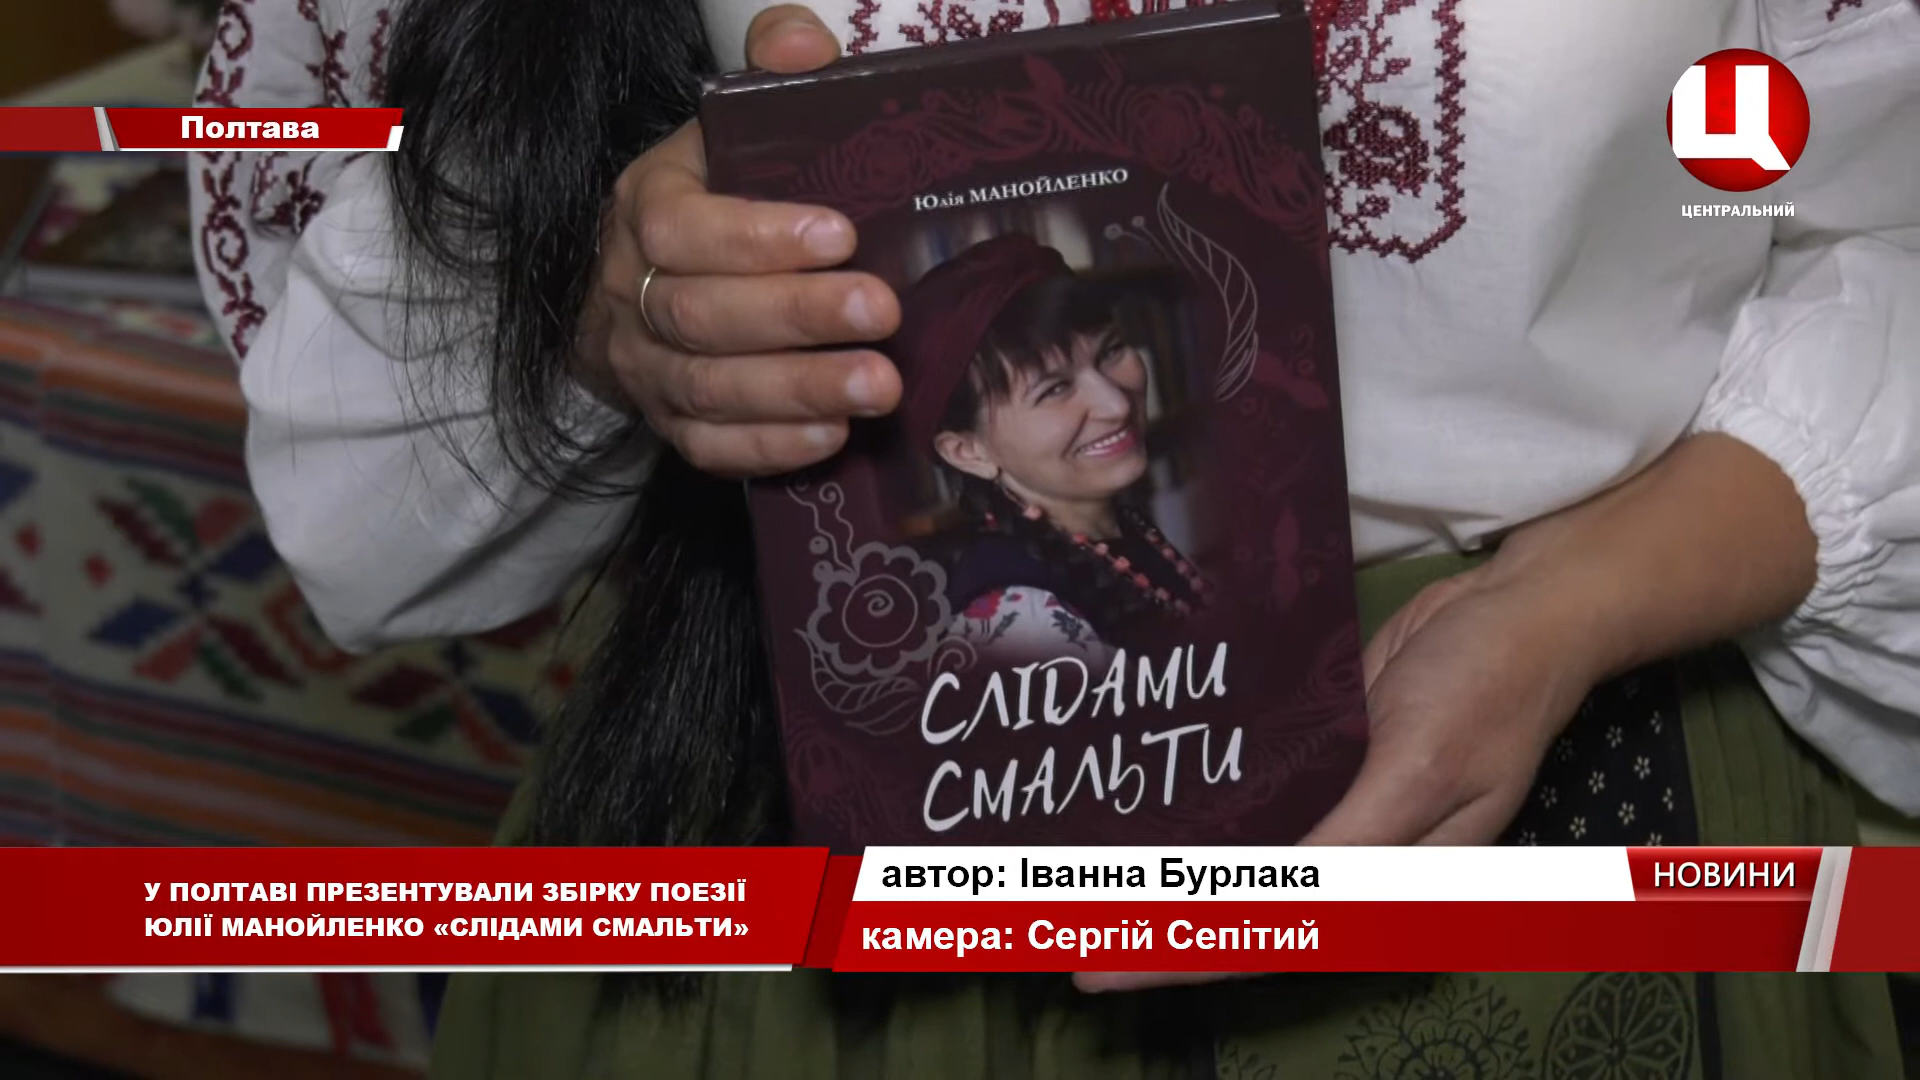 Полтава
Ц
ЦЕНТРАЛЬНИЙ
Юлія МАНОЙЛЕНКО
СЛІДАМИ
СМАЛЬТИ
У ПОЛТАВІ ПРЕЗЕНТУВАЛИ ЗБІРКУ ПОЕЗІЇ
ЮЛІЇ МАНОЙЛЕНКО «СЛІДАМИ СМАЛЬТИ»
автор: Іванна Бурлака
камера: Сергій Сепітий
НОВИНИ